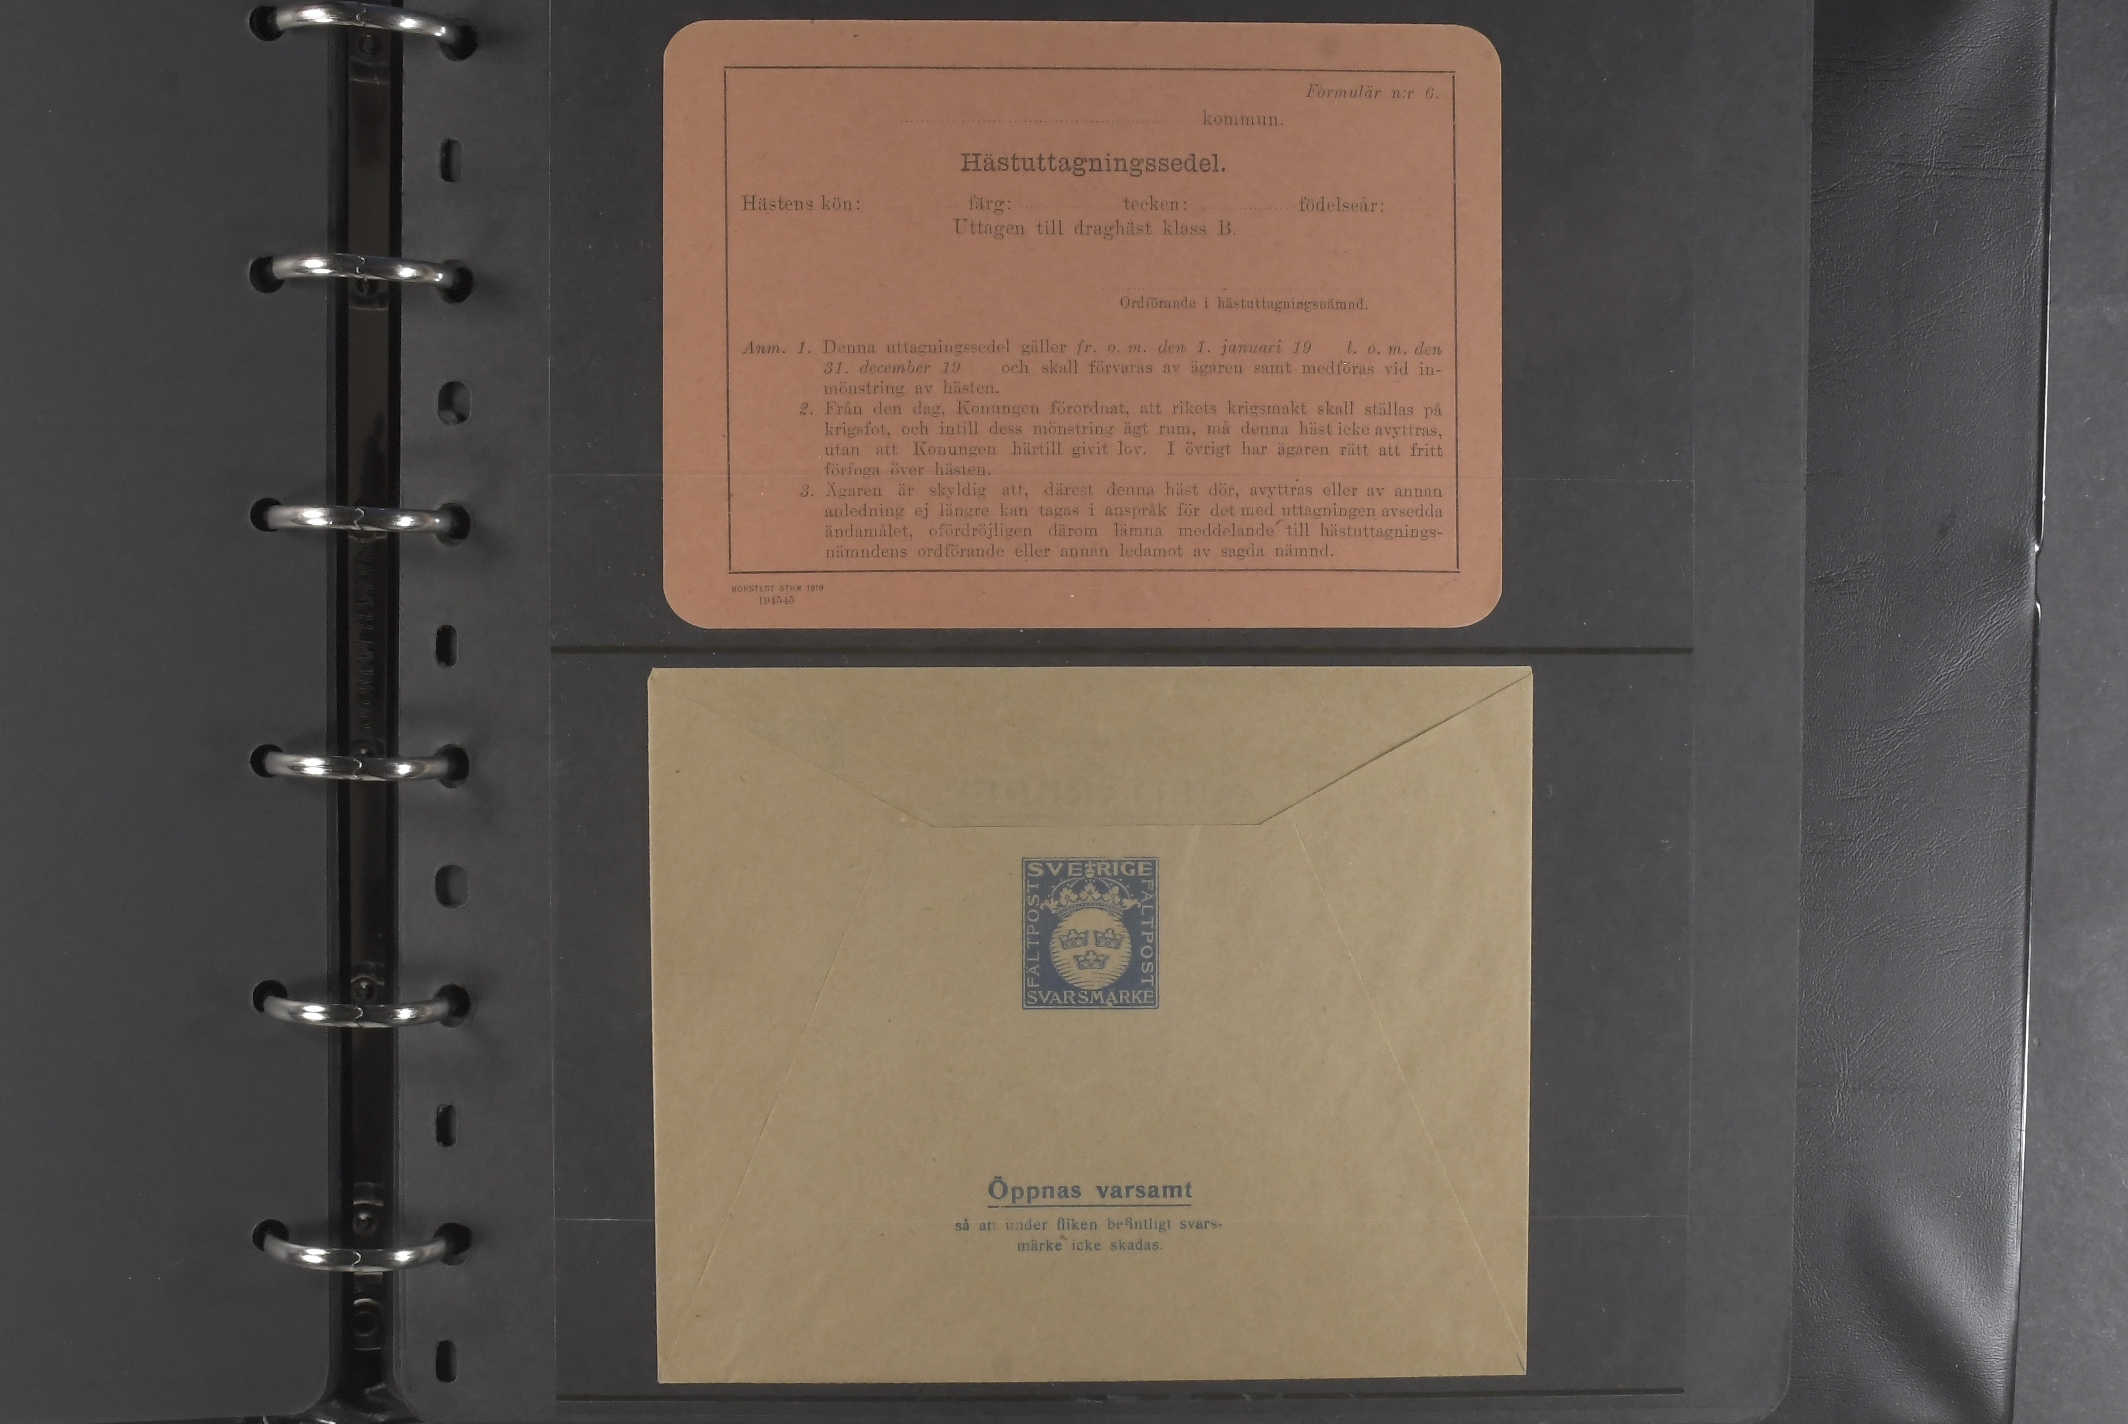 Formulär n:r 6.
kommun.
Hästuttagningssedel.
Hästens kön: färg: tecken: födelseår:
Uttagen till draghäst klass B.
Ordförande i hästuttagningsnämnd.
Anm. 1. Denna uttagningssedel gäller fr. o. m. den 1. januari 19 t. o. m. den
31. december 19 och skall förvaras av ägaren samt medföras vid in-
mönstring av hästen.
2. Från den dag, Konungen förordnat, att rikets krigsmakt skall ställas på
krigsfot, och intill dess mönstring ägt rum, må denna häst icke avyttras,
utan att Konungen härtill givit lov. I övrigt har ägaren rätt att fritt
förfoga över hästen.
3. Ägaren är skyldig att, därest denna häst dör, avyttras eller av annan
anledning ej längre kan tagas i anspråk för det med uttagningen avsedda
ändamålet, ofördröjligen därom lämna meddelande till hästuttagnings-
nämndens ordförande eller annan ledamot av sagda nämnd.
NORSTEDT STHM 1919
194545
SVERIGE
FÄLTPOST
FÄLTPOST
SVARSMÄRKE
Öppnas varsamt
så att under fliken befintligt svars-
märke icke skadas.